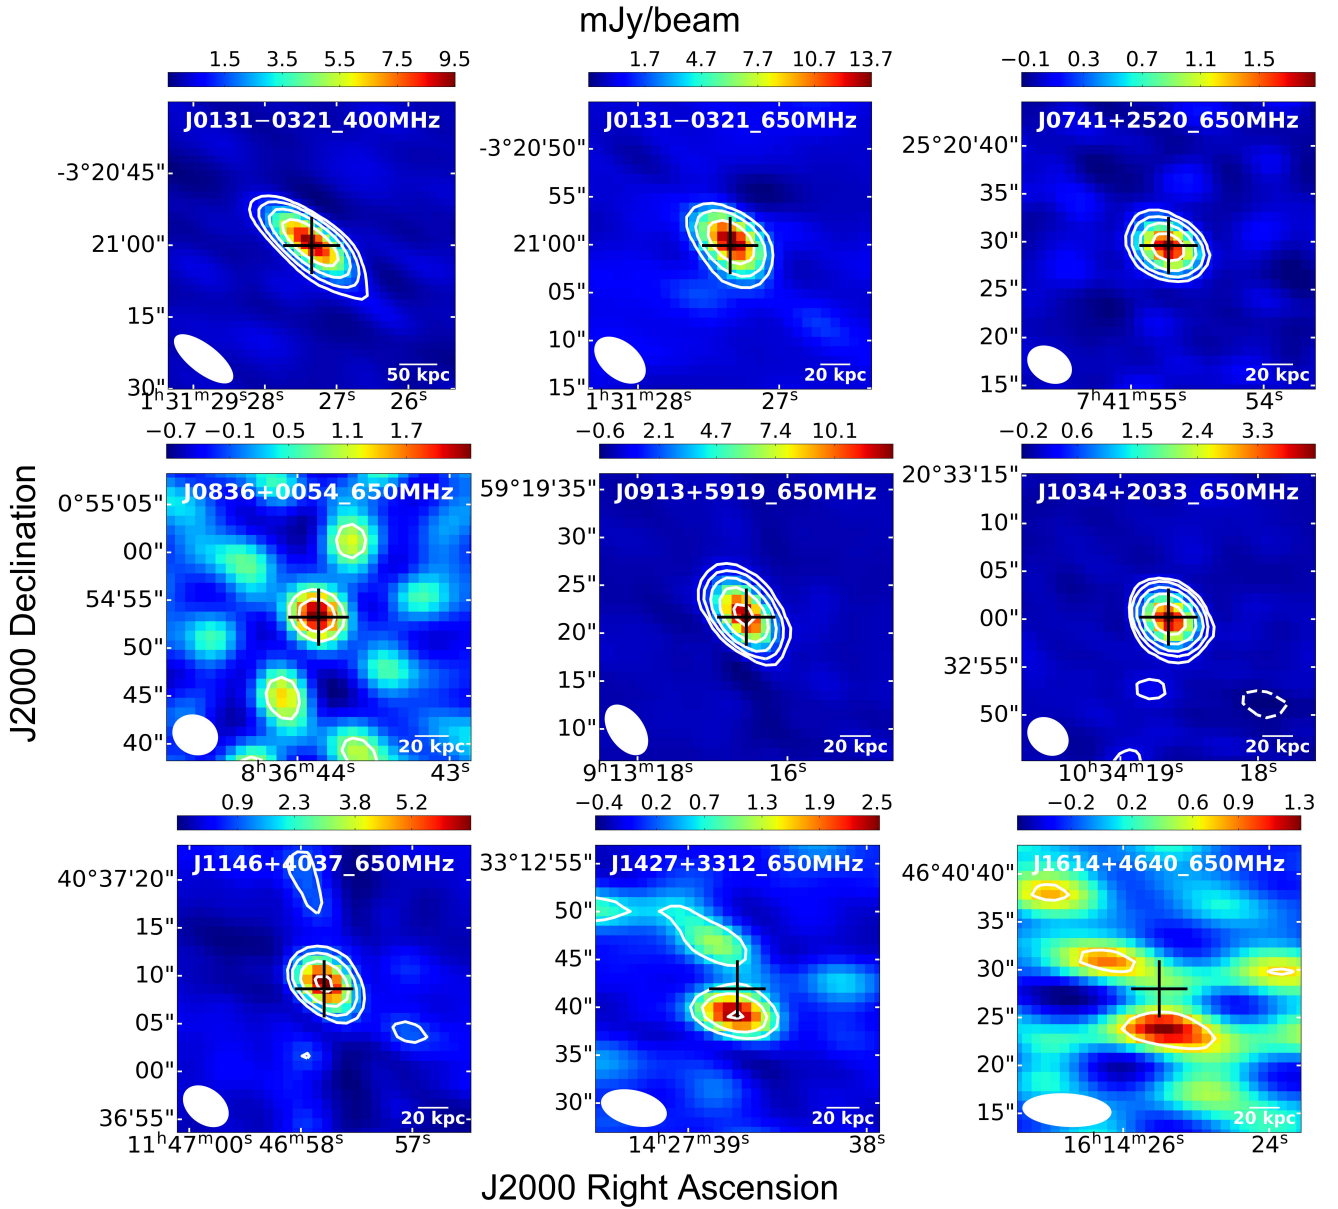 mJy/beam
1.5 3.5 5.5 7.5 9.5
1.7 4.7 7.7 10.7 13.7
−0.1 0.3 0.7 1.1 1.5
J0131−0321_400MHz
-3°20'45"
21'00"
15"
30"
50 kpc
1ʰ31ᵐ29ˢ 28ˢ 27ˢ 26ˢ
J0131−0321_650MHz
-3°20'50"
55"
21'00"
05"
10"
15"
20 kpc
1ʰ31ᵐ28ˢ 27ˢ
J0741+2520_650MHz
25°20'40"
35"
30"
25"
20"
15"
20 kpc
7ʰ41ᵐ55ˢ 54ˢ
−0.7 −0.1 0.5 1.1 1.7
−0.6 2.1 4.7 7.4 10.1
−0.2 0.6 1.5 2.4 3.3
J2000 Declination
J0836+0054_650MHz
0°55'05"
00"
54'55"
50"
45"
40"
20 kpc
8ʰ36ᵐ44ˢ 43ˢ
J0913+5919_650MHz
59°19'35"
30"
25"
20"
15"
10"
20 kpc
9ʰ13ᵐ18ˢ 16ˢ
J1034+2033_650MHz
20°33'15"
10"
05"
00"
32'55"
50"
20 kpc
10ʰ34ᵐ19ˢ 18ˢ
0.9 2.3 3.8 5.2
−0.4 0.2 0.7 1.3 1.9 2.5
−0.2 0.2 0.6 0.9 1.3
J1146+4037_650MHz
40°37'20"
15"
10"
05"
00"
36'55"
20 kpc
11ʰ47ᵐ00ˢ 46ᵐ58ˢ 57ˢ
J1427+3312_650MHz
33°12'55"
50"
45"
40"
35"
30"
20 kpc
14ʰ27ᵐ39ˢ 38ˢ
J1614+4640_650MHz
46°40'40"
35"
30"
25"
20"
15"
20 kpc
16ʰ14ᵐ26ˢ 24ˢ
J2000 Right Ascension